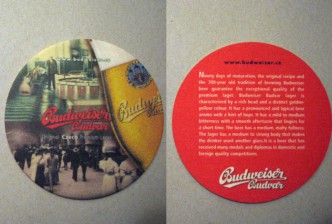 Budweiser
Budvar
Budweiser
Budvar
www.budweiser.cz
Ninety days of maturation, the original recipe and
the 700-year old tradition of brewing Budweiser
beer guarantee the exceptional quality of the
premium lager. Budweiser Budvar lager is
characterized by a rich head and a distinct golden-
yellow colour. It has a pronounced and typical beer
aroma with a hint of hops. It has a mild to medium
bitterness with a smooth aftertaste that lingers for
a short time. The beer has a medium, malty fullness.
The lager has a medium to strong body that makes
the drinker want another glass. It is a beer that has
received many medals and diplomas in domestic and
foreign quality competitions.
Budweiser
Budvar